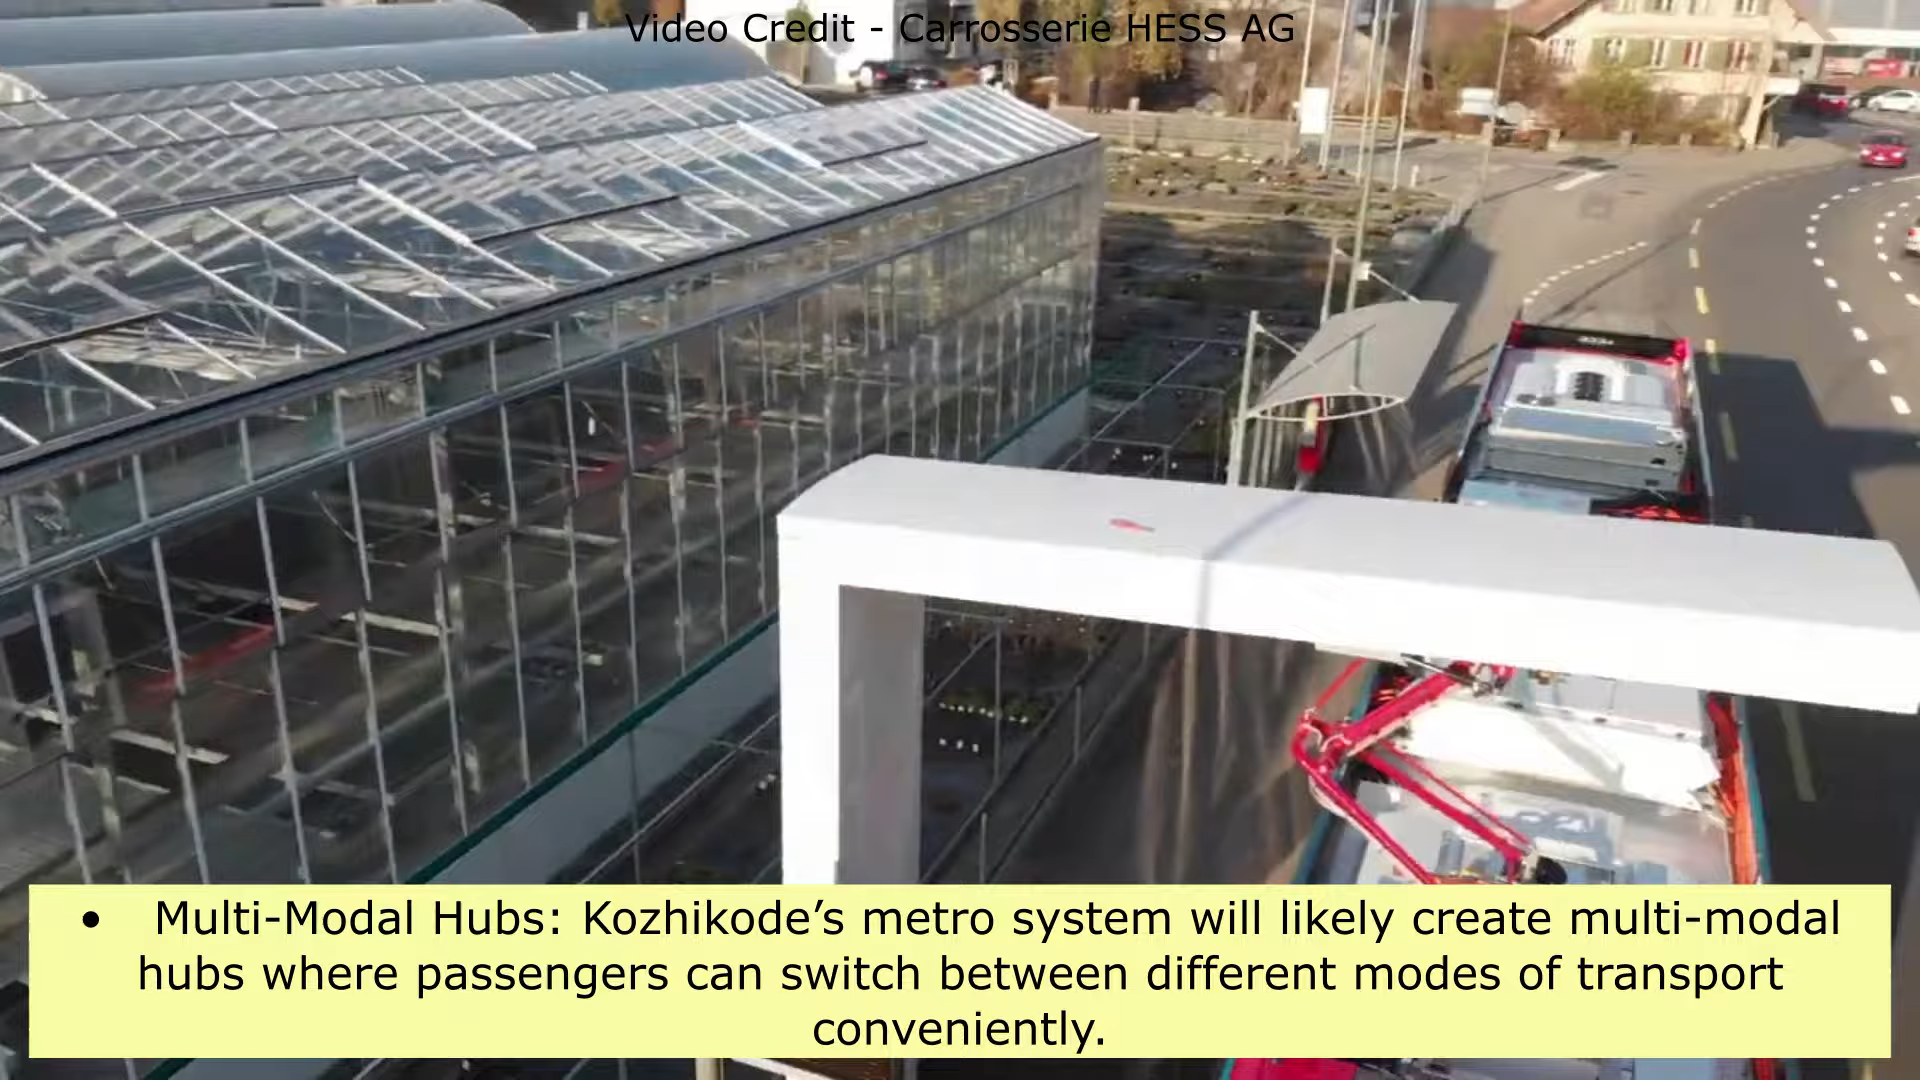 Video Credit - Carrosserie HESS AG
• Multi-Modal Hubs: Kozhikode’s metro system will likely create multi-modal
hubs where passengers can switch between different modes of transport
conveniently.